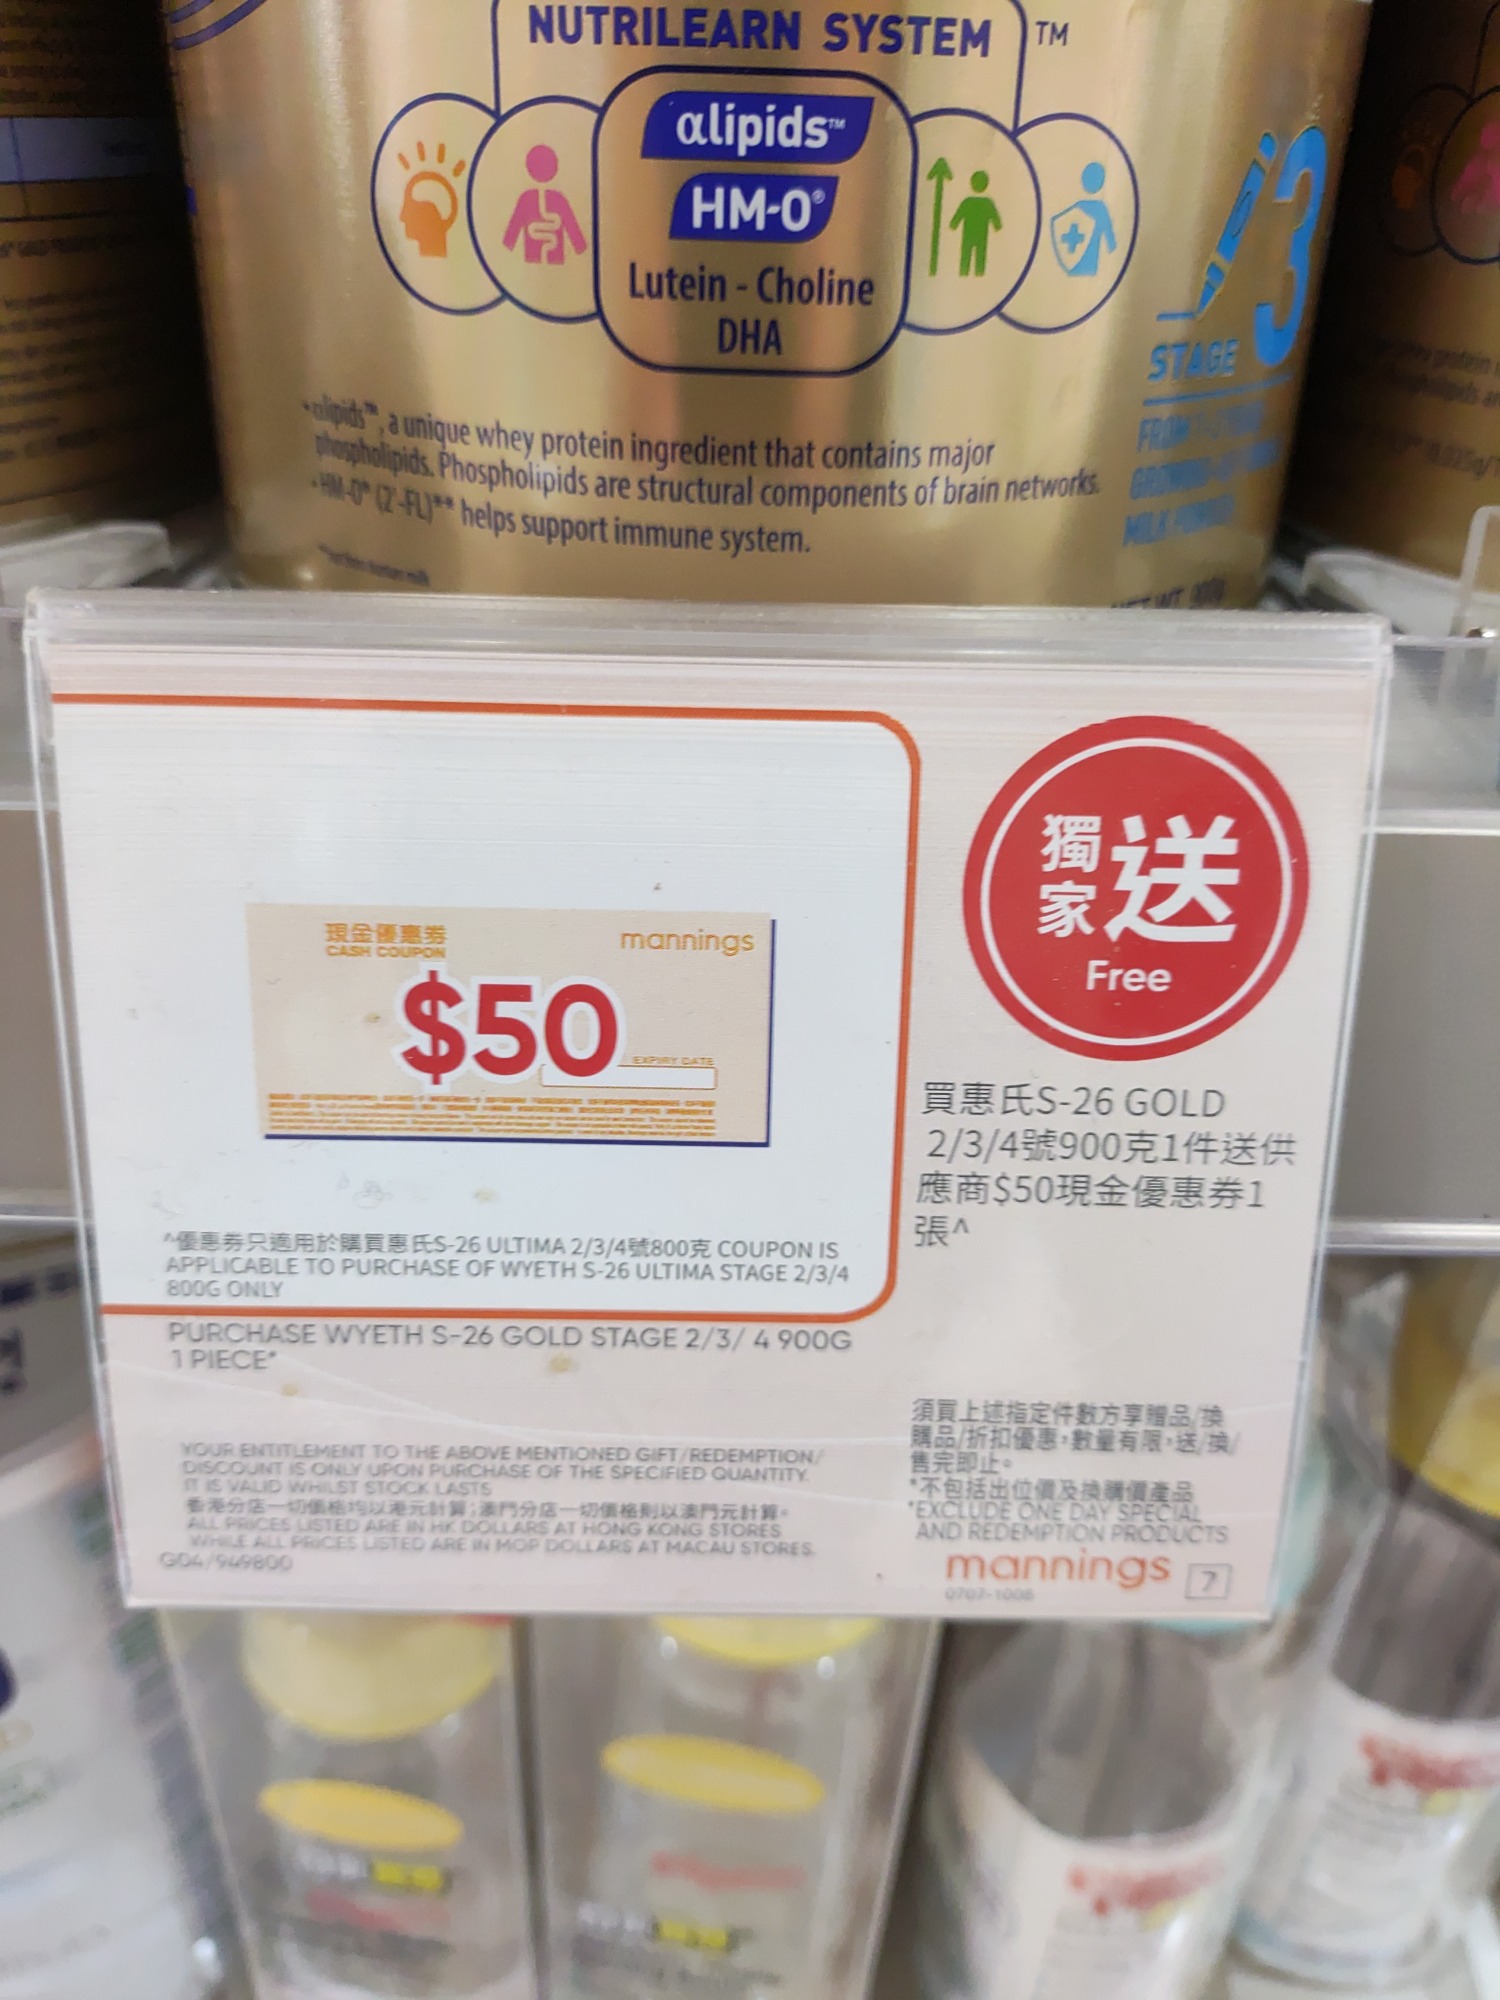 NUTRILEARN SYSTEM ™
αlipids™
HM-O®
Lutein - Choline
DHA
3
STAGE
FROM
MILK POWDER
•αlipids™, a unique whey protein ingredient that contains major
phospholipids. Phospholipids are structural components of brain networks.
•HM-O® (2'-FL)** helps support immune system.
獨家送
Free
現金優惠券
CASH COUPON
mannings
$50
EXPIRY DATE
買惠氏S-26 GOLD
2/3/4號900克1件送供
應商$50現金優惠券1
張^
^優惠券只適用於購買惠氏S-26 ULTIMA 2/3/4號800克 COUPON IS
APPLICABLE TO PURCHASE OF WYETH S-26 ULTIMA STAGE 2/3/4
800G ONLY
PURCHASE WYETH S-26 GOLD STAGE 2/3/ 4 900G
1 PIECE*
YOUR ENTITLEMENT TO THE ABOVE MENTIONED GIFT/REDEMPTION/
DISCOUNT IS ONLY UPON PURCHASE OF THE SPECIFIED QUANTITY.
IT IS VALID WHILST STOCK LASTS
香港分店一切價格均以港元計算;澳門分店一切價格則以澳門元計算。
ALL PRICES LISTED ARE IN HK DOLLARS AT HONG KONG STORES
WHILE ALL PRICES LISTED ARE IN MOP DOLLARS AT MACAU STORES.
G04/949800
須買上述指定件數方享贈品/換
購品/折扣優惠,數量有限,送/換/
售完即止。
*不包括出位價及換購價產品
*EXCLUDE ONE DAY SPECIAL
AND REDEMPTION PRODUCTS
mannings 7
0707-1006